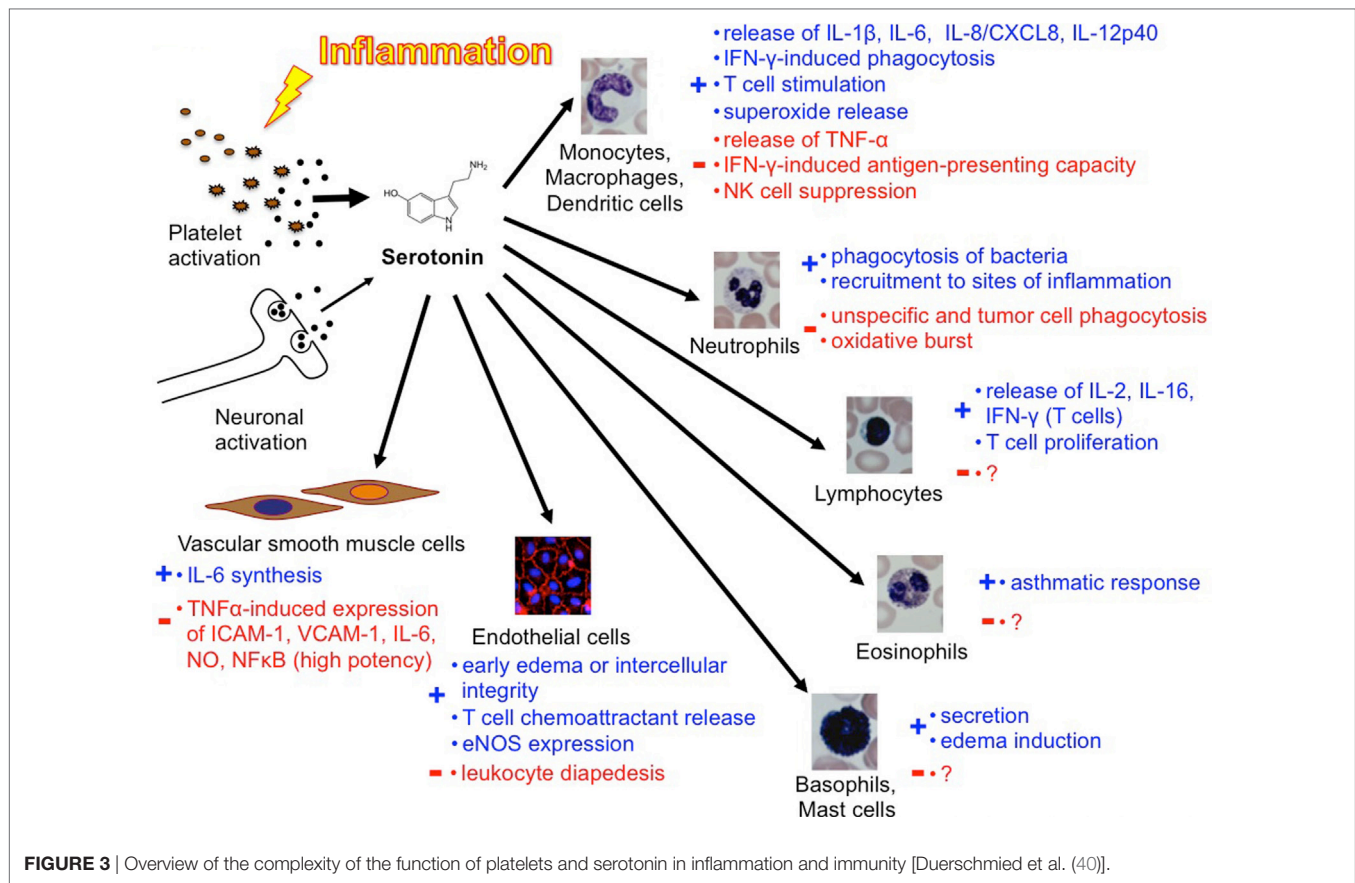 Inflammation
Platelet
activation
HO
NH₂
N
H
Serotonin
Neuronal
activation
Monocytes,
Macrophages,
Dendritic cells
+
•release of IL-1β, IL-6, IL-8/CXCL8, IL-12p40
•IFN-γ-induced phagocytosis
•T cell stimulation
•superoxide release
-
•release of TNF-α
•IFN-γ-induced antigen-presenting capacity
•NK cell suppression
Neutrophils
+
•phagocytosis of bacteria
•recruitment to sites of inflammation
-
•unspecific and tumor cell phagocytosis
•oxidative burst
Lymphocytes
+
•release of IL-2, IL-16,
IFN-γ (T cells)
•T cell proliferation
- •?
Eosinophils
+• asthmatic response
-•?
Basophils,
Mast cells
+
•secretion
•edema induction
-•?
Endothelial cells
+
•early edema or intercellular
integrity
•T cell chemoattractant release
•eNOS expression
- •leukocyte diapedesis
Vascular smooth muscle cells
+• IL-6 synthesis
-
•TNFα-induced expression
of ICAM-1, VCAM-1, IL-6,
NO, NFκB (high potency)
FIGURE 3 | Overview of the complexity of the function of platelets and serotonin in inflammation and immunity [Duerschmied et al. (40)].